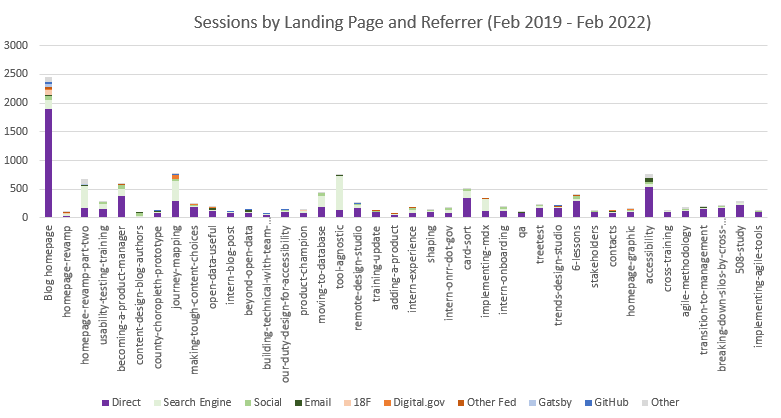 Sessions by Landing Page and Referrer (Feb 2019 - Feb 2022)
3000
2500
2000
1500
1000
500
0
Blog homepage
homepage-revamp
homepage-revamp-part-two
usability-testing-training
becoming-a-product-manager
content-design-blog-authors
county-choropleth-prototype
journey-mapping
making-tough-content-choices
open-data-useful
intern-blog-post
beyond-open-data
building-technical-with-team-…
our-duty-design-for-accessibility
product-champion
moving-to-database
tool-agnostic
remote-design-studio
training-update
adding-a-product
intern-experience
shaping
intern-onrr-dot-gov
card-sort
implementing-mdx
intern-onboarding
qa
treetest
trends-design-studio
6-lessons
stakeholders
contacts
homepage-graphic
accessibility
cross-training
agile-methodology
transition-to-management
breaking-down-silos-by-cross-…
508-study
implementing-agile-tools
Direct Search Engine Social Email 18F Digital.gov Other Fed Gatsby GitHub Other